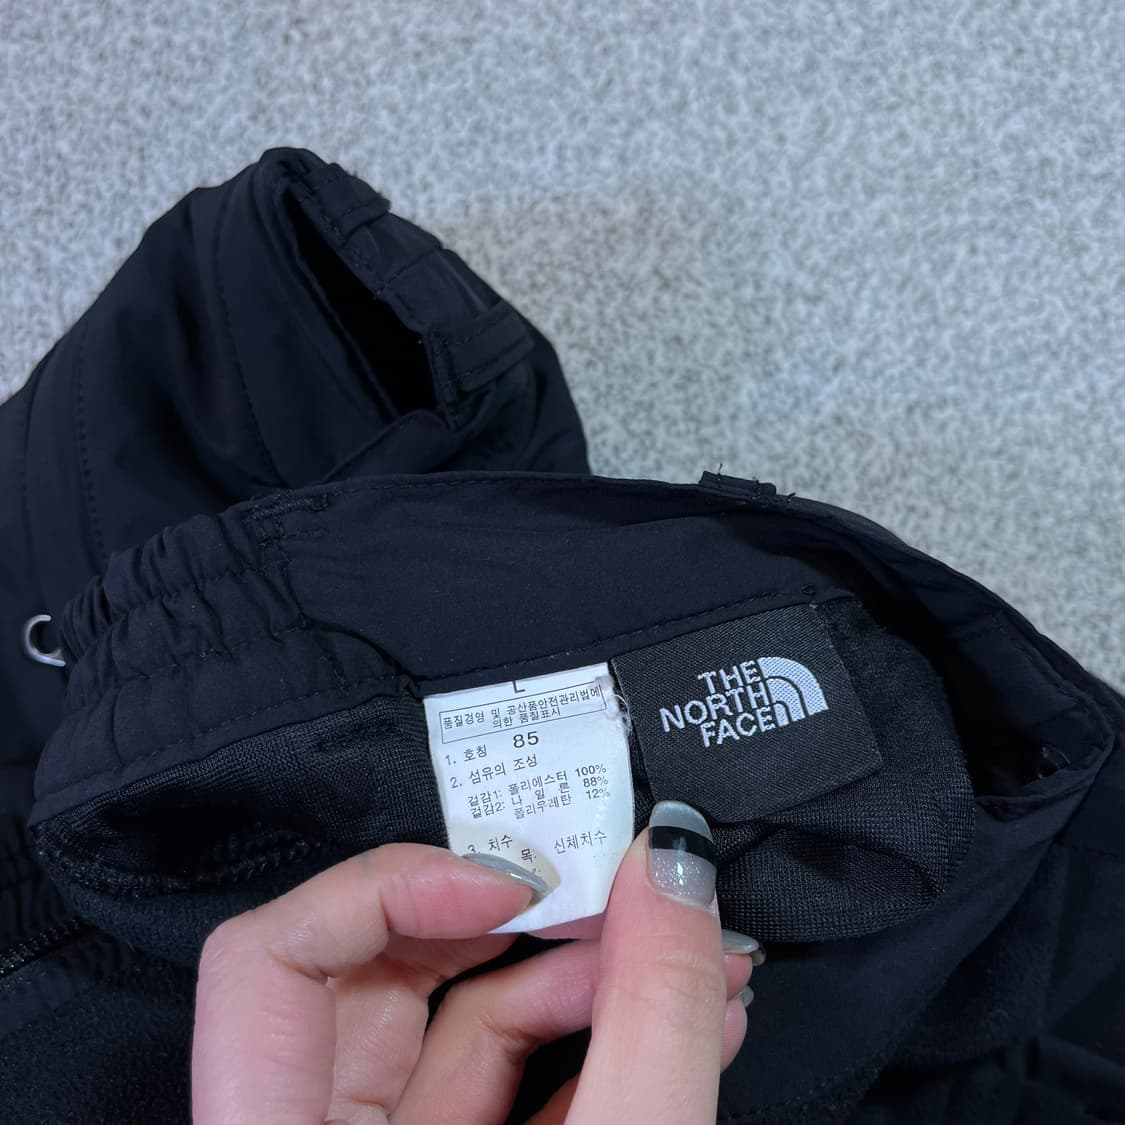 L
품질경영 및 공산품안전관리법에
의한 품질표시
1. 호칭 85
2. 섬유의 조성
겉감1: 폴리에스터 100%
겉감2: 나 일 론 88%
폴리우레탄 12%
3. 치수
목: 신체치수
THE
NORTH
FACE